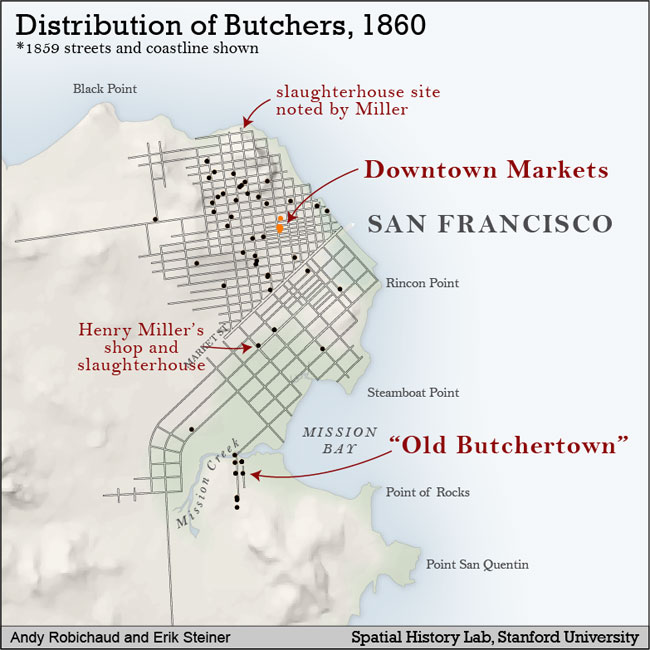 Distribution of Butchers, 1860
*1859 streets and coastline shown
Black Point
slaughterhouse site
noted by Miller
Downtown Markets
SAN FRANCISCO
Rincon Point
Henry Miller's
shop and
slaughterhouse
MARKET ST.
Steamboat Point
MISSION
BAY
"Old Butchertown"
Mission Creek
Point of Rocks
Point San Quentin
Andy Robichaud and Erik Steiner
Spatial History Lab, Stanford University